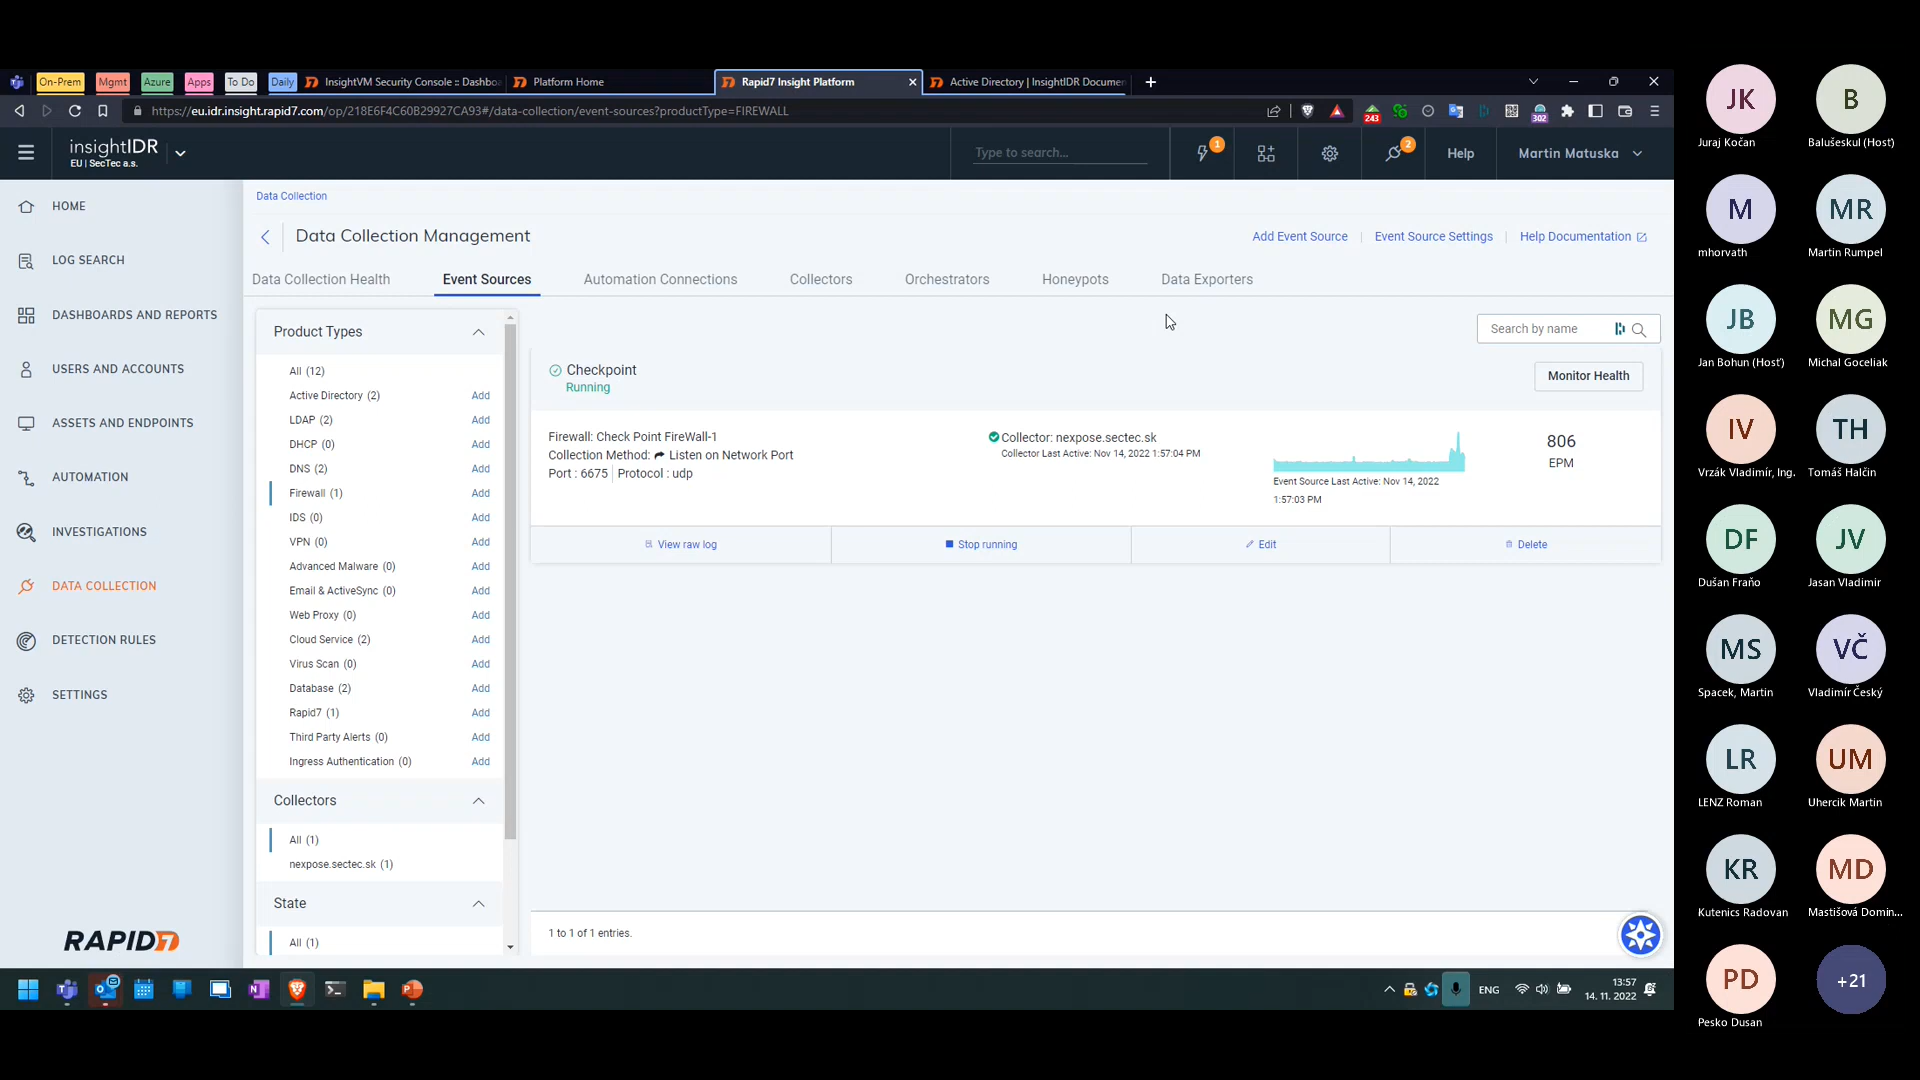 On-Prem
Mgmt
Azure
Apps
To Do
Daily
InsightVM Security Console :: Dashbo
Platform Home
Rapid7 Insight Platform
Active Directory | InsightIDR Documen
https://eu.idr.insight.rapid7.com/op/218E6F4C60B29927CA93#/data-collection/event-sources?productType=FIREWALL
243
302
insightIDR
EU | SecTec a.s.
Type to search...
1
2
Help
Martin Matuska
HOME
LOG SEARCH
DASHBOARDS AND REPORTS
USERS AND ACCOUNTS
ASSETS AND ENDPOINTS
AUTOMATION
INVESTIGATIONS
DATA COLLECTION
DETECTION RULES
SETTINGS
RAPID7
Data Collection
Data Collection Management
Add Event Source
Event Source Settings
Help Documentation
Data Collection Health
Event Sources
Automation Connections
Collectors
Orchestrators
Honeypots
Data Exporters
Product Types
All (12)
Active Directory (2) Add
LDAP (2) Add
DHCP (0) Add
DNS (2) Add
Firewall (1) Add
IDS (0) Add
VPN (0) Add
Advanced Malware (0) Add
Email & ActiveSync (0) Add
Web Proxy (0) Add
Cloud Service (2) Add
Virus Scan (0) Add
Database (2) Add
Rapid7 (1) Add
Third Party Alerts (0) Add
Ingress Authentication (0) Add
Collectors
All (1)
nexpose.sectec.sk (1)
State
All (1)
Search by name
Checkpoint
Running
Monitor Health
Firewall: Check Point FireWall-1
Collection Method: Listen on Network Port
Port : 6675 Protocol : udp
Collector: nexpose.sectec.sk
Collector Last Active: Nov 14, 2022 1:57:04 PM
Event Source Last Active: Nov 14, 2022
1:57:03 PM
806
EPM
View raw log
Stop running
Edit
Delete
1 to 1 of 1 entries.
ENG
13:57
14. 11. 2022
JK
Juraj Kočan
B
Balušeskul (Hosť)
M
mhorvath
MR
Martin Rumpel
JB
Jan Bohun (Hosť)
MG
Michal Goceliak
IV
Vrzák Vladimír, Ing.
TH
Tomáš Halčin
DF
Dušan Fraňo
JV
Jasan Vladimir
MS
Spacek, Martin
VČ
Vladimír Český
LR
LENZ Roman
UM
Uhercik Martin
KR
Kutenics Radovan
MD
Mastišová Domin...
PD
Pesko Dusan
+21